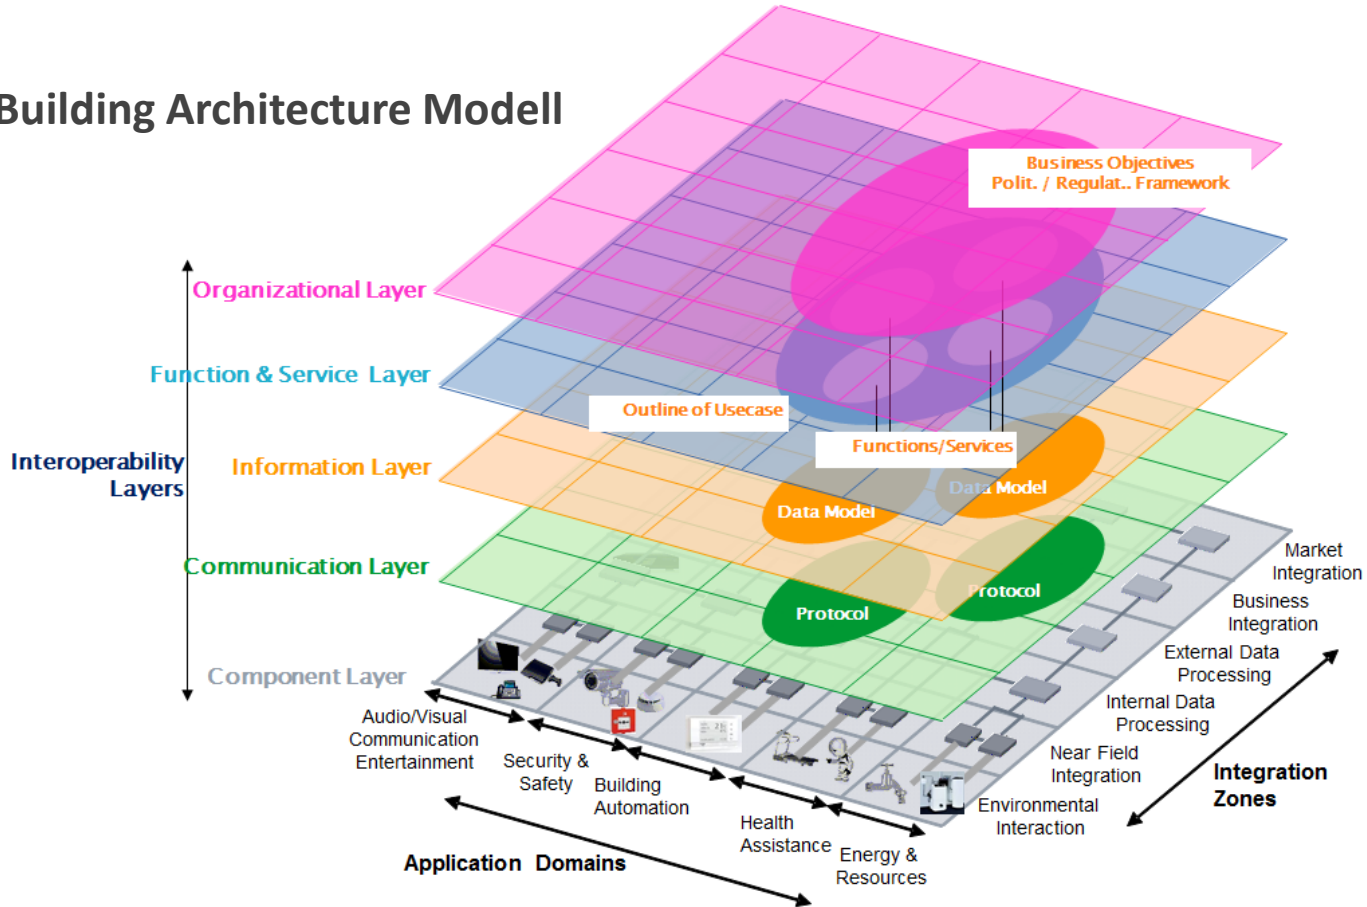 Building Architecture Modell
Business Objectives
Polit. / Regulat.. Framework
Organizational Layer
Function & Service Layer
Outline of Usecase
Functions/Services
Interoperability
Layers
Information Layer
Data Model
Data Model
Communication Layer
Protocol
Protocol
Component Layer
Market
Integration
Business
Integration
External Data
Processing
Internal Data
Processing
Near Field
Integration
Environmental
Interaction
Integration
Zones
Audio/Visual
Communication
Entertainment
Security &
Safety
Building
Automation
Health
Assistance
Energy &
Resources
Application Domains